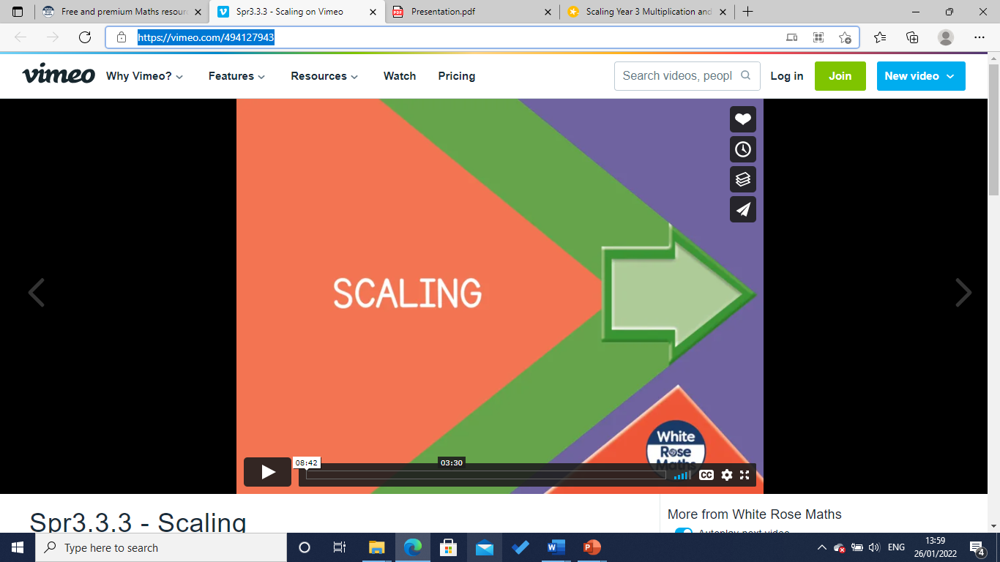 Free and premium Maths resour
Spr3.3.3 - Scaling on Vimeo
PDF
Presentation.pdf
Scaling Year 3 Multiplication and
https://vimeo.com/494127943
vimeo
Why Vimeo?
Features
Resources
Watch
Pricing
Search videos, peopl
Log in
Join
New video
SCALING
White
Rose
Maths
08:42
03:30
CC
Spr3.3.3 - Scaling
More from White Rose Maths
Autoplay next video
Type here to search
ENG
13:59
26/01/2022
4